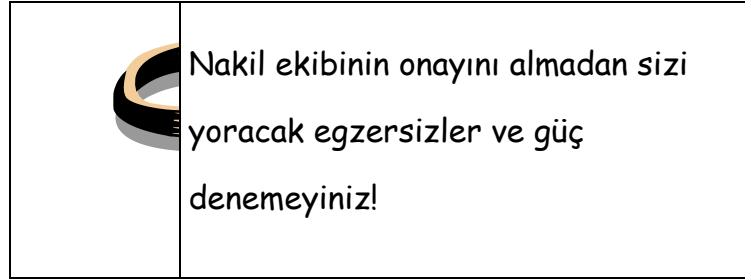 Nakil ekibinin onayını almadan sizi
yoracak egzersizler ve güç
denemeyiniz!